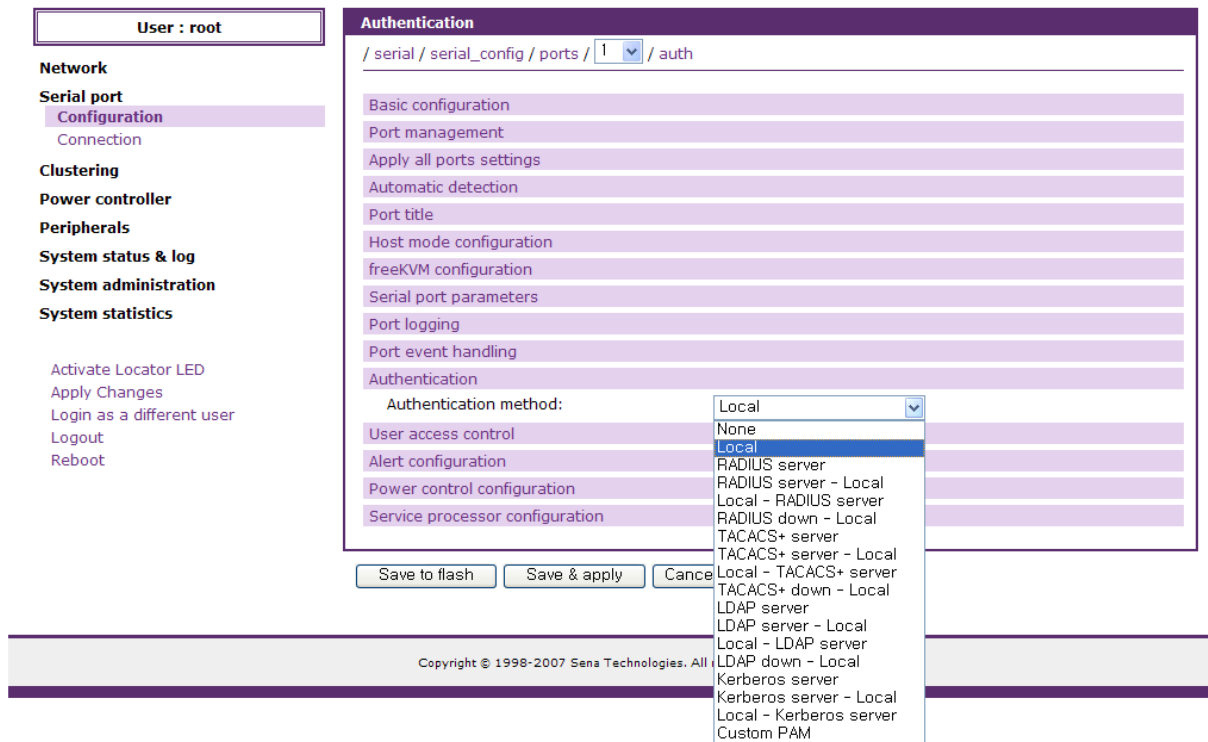 User : root
Network
Serial port
Configuration
Connection
Clustering
Power controller
Peripherals
System status & log
System administration
System statistics
Activate Locator LED
Apply Changes
Login as a different user
Logout
Reboot
Authentication
/ serial / serial_config / ports / 1 / auth
Basic configuration
Port management
Apply all ports settings
Automatic detection
Port title
Host mode configuration
freeKVM configuration
Serial port parameters
Port logging
Port event handling
Authentication
Authentication method: Local
User access control
Alert configuration
Power control configuration
Service processor configuration
None
Local
RADIUS server
RADIUS server - Local
Local - RADIUS server
RADIUS down - Local
TACACS+ server
TACACS+ server - Local
Local - TACACS+ server
TACACS+ down - Local
LDAP server
LDAP server - Local
Local - LDAP server
LDAP down - Local
Kerberos server
Kerberos server - Local
Local - Kerberos server
Custom PAM
Save to flash Save & apply Cance
Copyright © 1998-2007 Sena Technologies. All